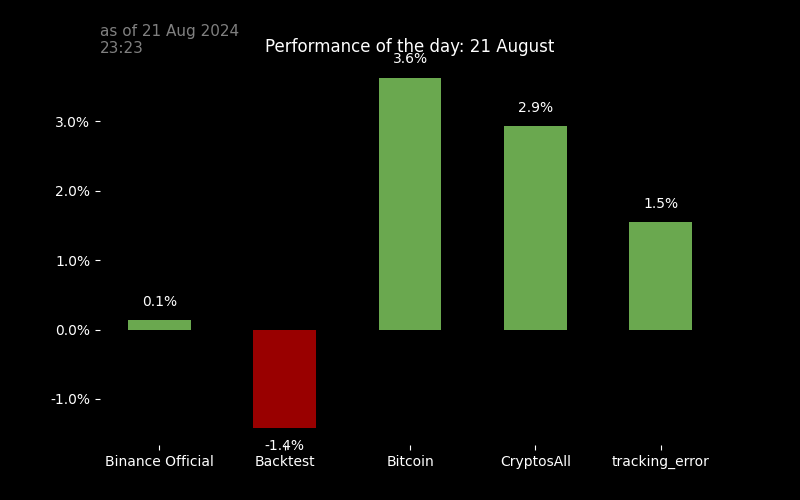 as of 21 Aug 2024
23:23
Performance of the day: 21 August
3.6%
2.9%
1.5%
0.1%
-1.4%
3.0%
2.0%
1.0%
0.0%
-1.0%
Binance Official
Backtest
Bitcoin
CryptosAll
tracking_error